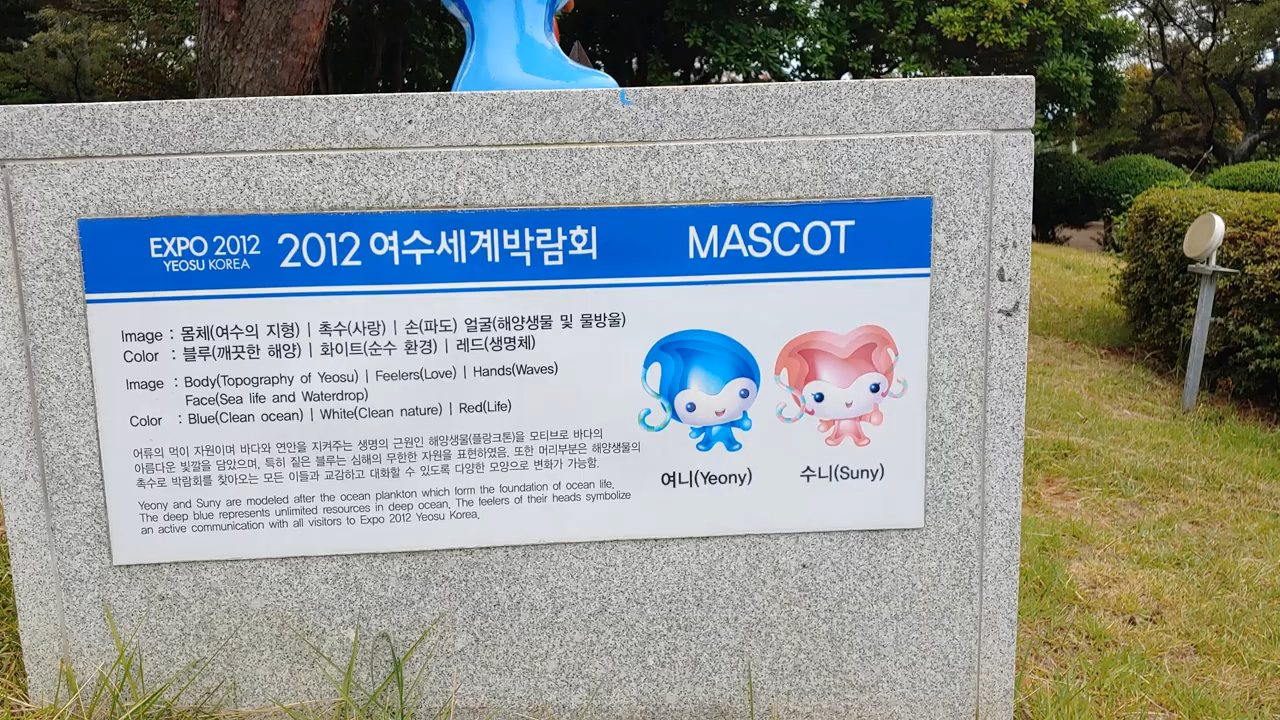 EXPO 2012
YEOSU KOREA
2012 여수세계박람회
MASCOT
Image : 몸체(여수의 지형) | 촉수(사랑) | 손(파도) 얼굴(해양생물 및 물방울)
Color : 블루(깨끗한 해양) | 화이트(순수 환경) | 레드(생명체)
Image : Body(Topography of Yeosu) | Feelers(Love) | Hands(Waves)
Face(Sea life and Waterdrop)
Color : Blue(Clean ocean) | White(Clean nature) | Red(Life)
어류의 먹이 자원이며 바다와 연안을 지켜주는 생명의 근원인 해양생물(플랑크톤)을 모티브로 바다의
아름다운 빛깔을 담았으며, 특히 짙은 블루는 심해의 무한한 자원을 표현하였음. 또한 머리부분은 해양생물의
촉수로 박람회를 찾아오는 모든 이들과 교감하고 대화할 수 있도록 다양한 모양으로 변화가 가능함.
Yeony and Suny are modeled after the ocean plankton which form the foundation of ocean life.
The deep blue represents unlimited resources in deep ocean. The feelers of their heads symbolize
an active communication with all visitors to Expo 2012 Yeosu Korea.
여니(Yeony)
수니(Suny)